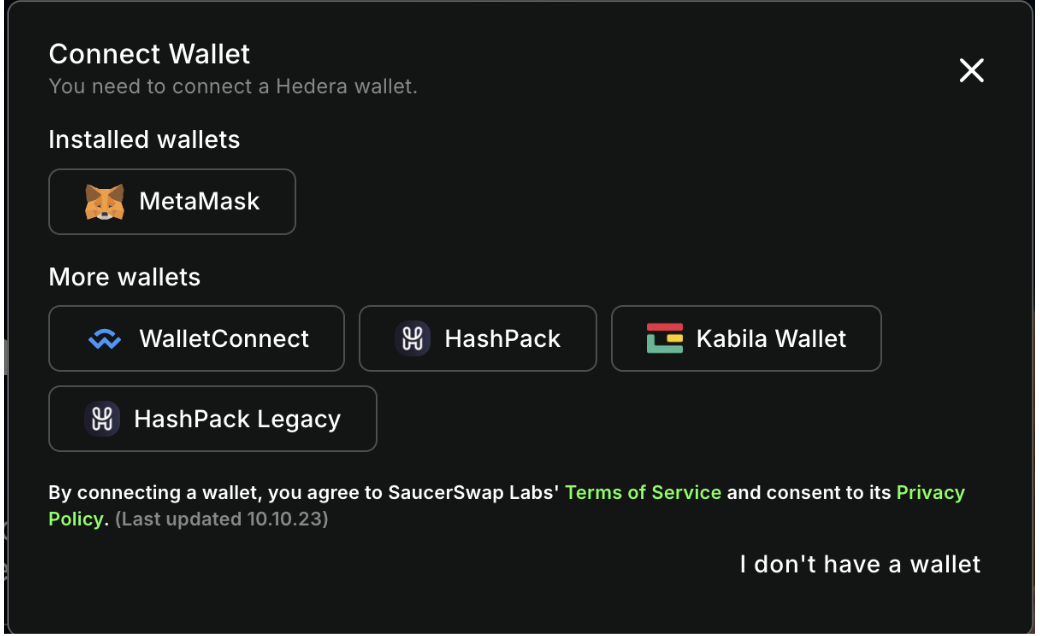 Connect Wallet
You need to connect a Hedera wallet.
Installed wallets
MetaMask
More wallets
WalletConnect
HashPack
Kabila Wallet
HashPack Legacy
By connecting a wallet, you agree to SaucerSwap Labs' Terms of Service and consent to its Privacy
Policy. (Last updated 10.10.23)
I don't have a wallet